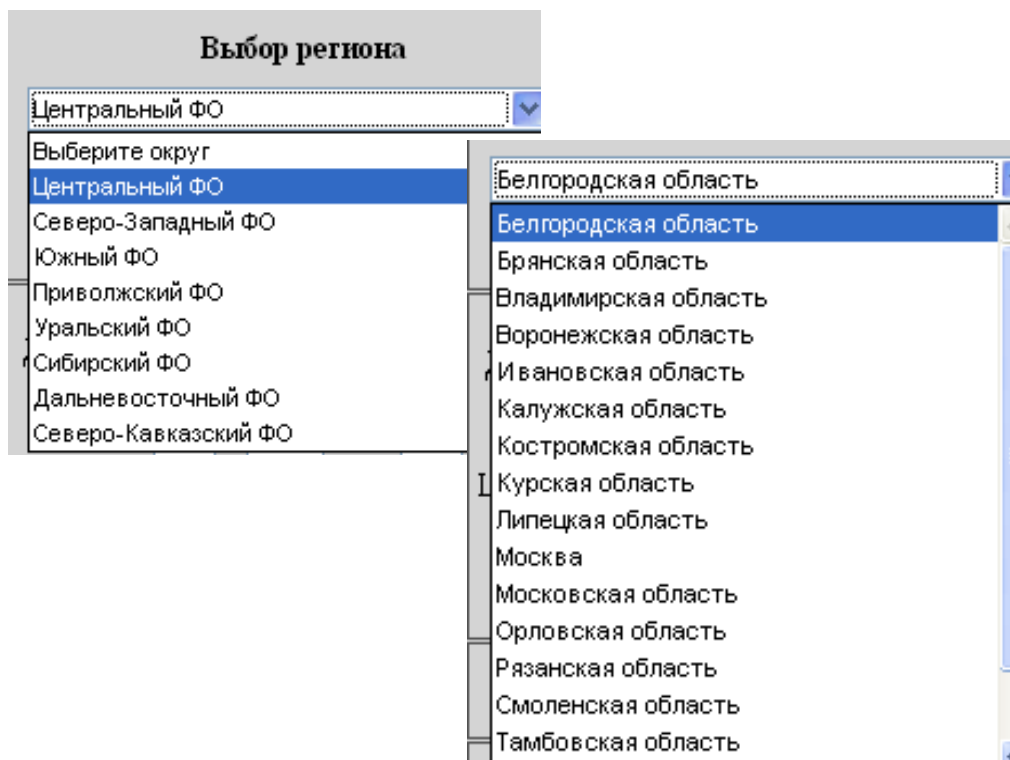 Выбор региона
Центральный ФО
Выберите округ
Центральный ФО
Северо-Западный ФО
Южный ФО
Приволжский ФО
Уральский ФО
Сибирский ФО
Дальневосточный ФО
Северо-Кавказский ФО
Белгородская область
Белгородская область
Брянская область
Владимирская область
Воронежская область
Ивановская область
Калужская область
Костромская область
Курская область
Липецкая область
Москва
Московская область
Орловская область
Рязанская область
Смоленская область
Тамбовская область